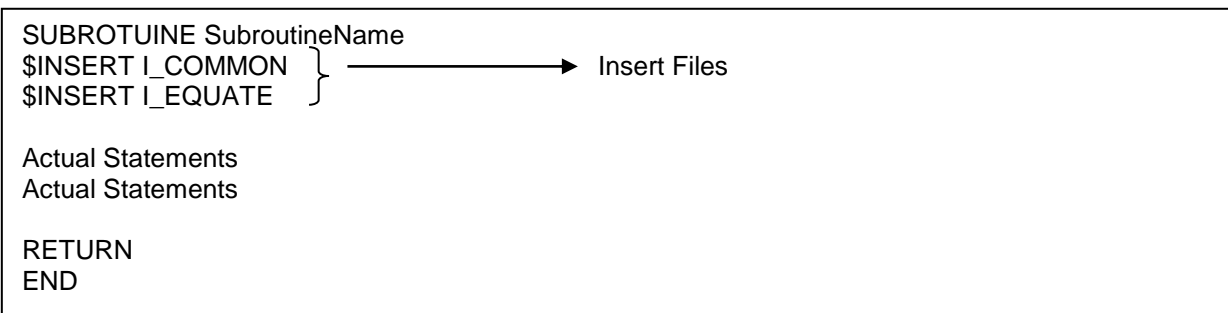 SUBROTUINE SubroutineName
$INSERT I_COMMON
Insert Files
$INSERT I_EQUATE
Actual Statements
Actual Statements
RETURN
END